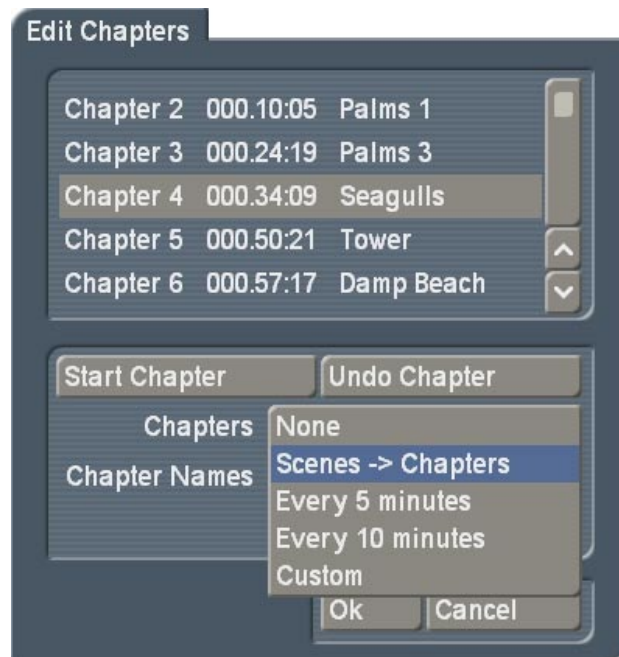 Edit Chapters
Chapter 2 000.10:05 Palms 1
Chapter 3 000.24:19 Palms 3
Chapter 4 000.34:09 Seagulls
Chapter 5 000.50:21 Tower
Chapter 6 000.57:17 Damp Beach
Start Chapter Undo Chapter
Chapters None
Chapter Names Scenes -> Chapters
Every 5 minutes
Every 10 minutes
Custom
Ok Cancel